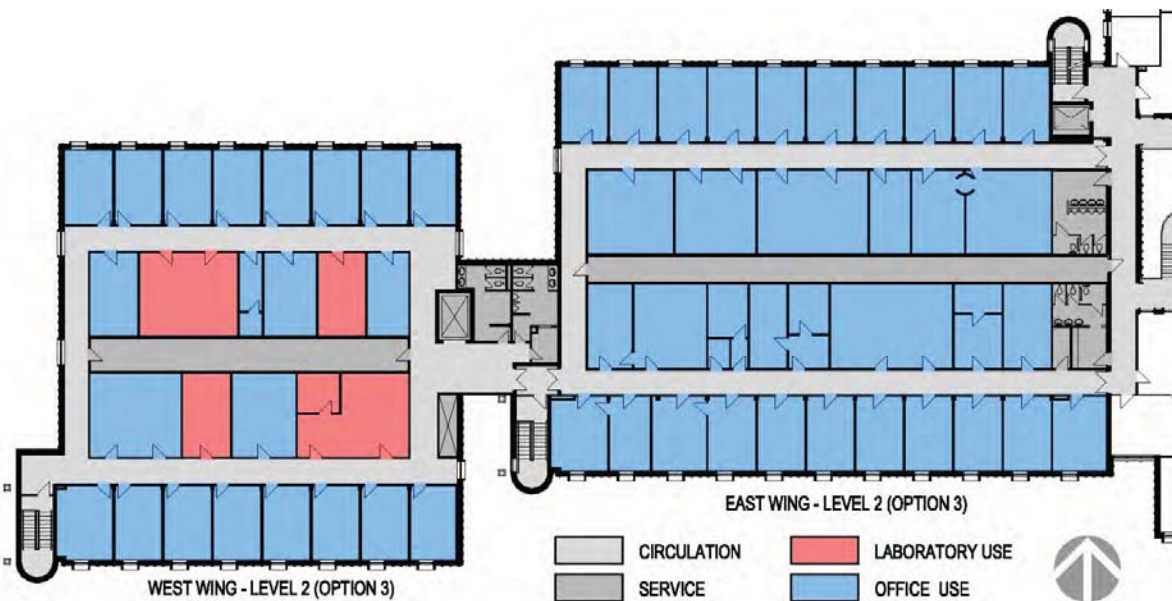 EAST WING - LEVEL 2 (OPTION 3)
WEST WING - LEVEL 2 (OPTION 3)
CIRCULATION
LABORATORY USE
SERVICE
OFFICE USE